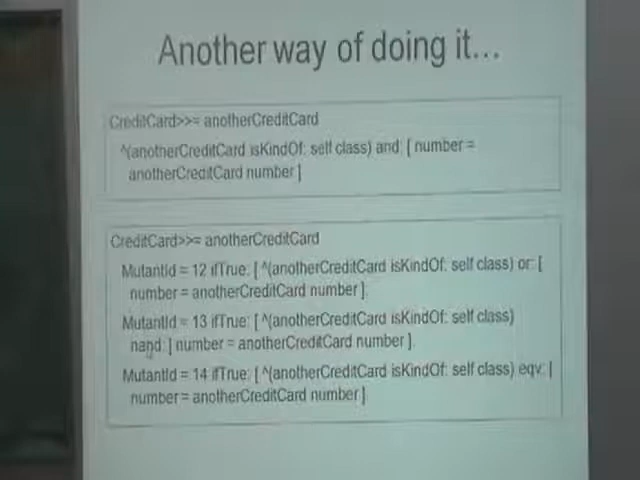 Another way of doing it...
CreditCard>>= anotherCreditCard
^(anotherCreditCard isKindOf: self class) and: [ number =
anotherCreditCard number ]
CreditCard>>= anotherCreditCard
MutantId = 12 ifTrue: [ ^(anotherCreditCard isKindOf: self class) or: [
number = anotherCreditCard number ].
MutantId = 13 ifTrue: [ ^(anotherCreditCard isKindOf: self class)
nand: ] number = anotherCreditCard number ].
MutantId = 14 ifTrue: [ ^(anotherCreditCard isKindOf: self class) eqv: [
number = anotherCreditCard number ]